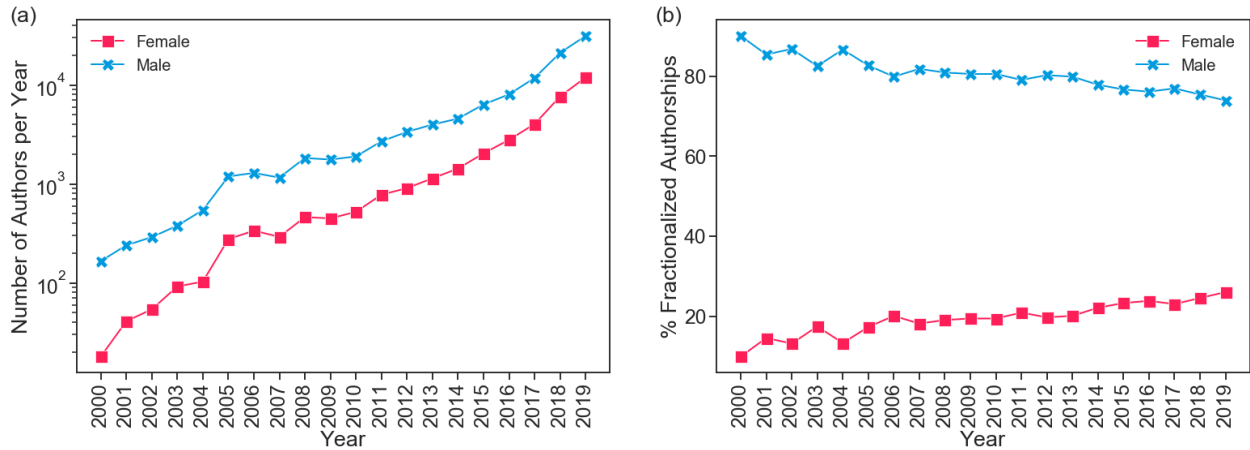 (a)
Number of Authors per Year
10^4
10^3
10^2
Female
Male
2000 2001 2002 2003 2004 2005 2006 2007 2008 2009 2010 2011 2012 2013 2014 2015 2016 2017 2018 2019
Year
(b)
% Fractionalized Authorships
80
60
40
20
Female
Male
2000 2001 2002 2003 2004 2005 2006 2007 2008 2009 2010 2011 2012 2013 2014 2015 2016 2017 2018 2019
Year